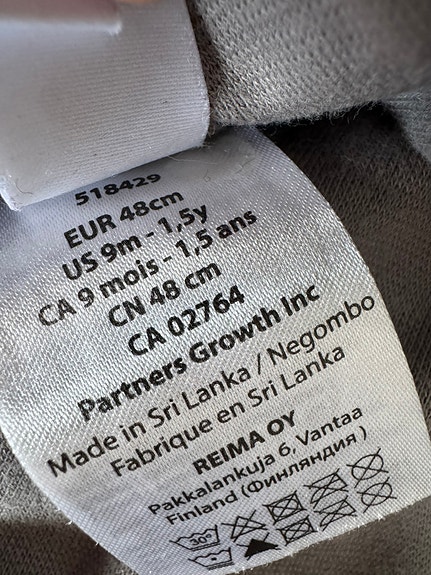 518429
EUR 48cm
US 9m - 1,5y
CA 9 mois - 1,5 ans
CN 48 cm
CA 02764
Partners Growth Inc
Made in Sri Lanka / Negombo
Fabrique en Sri Lanka
REIMA OY
Pakkalankuja 6, Vantaa
Finland (Финляндия )
30°